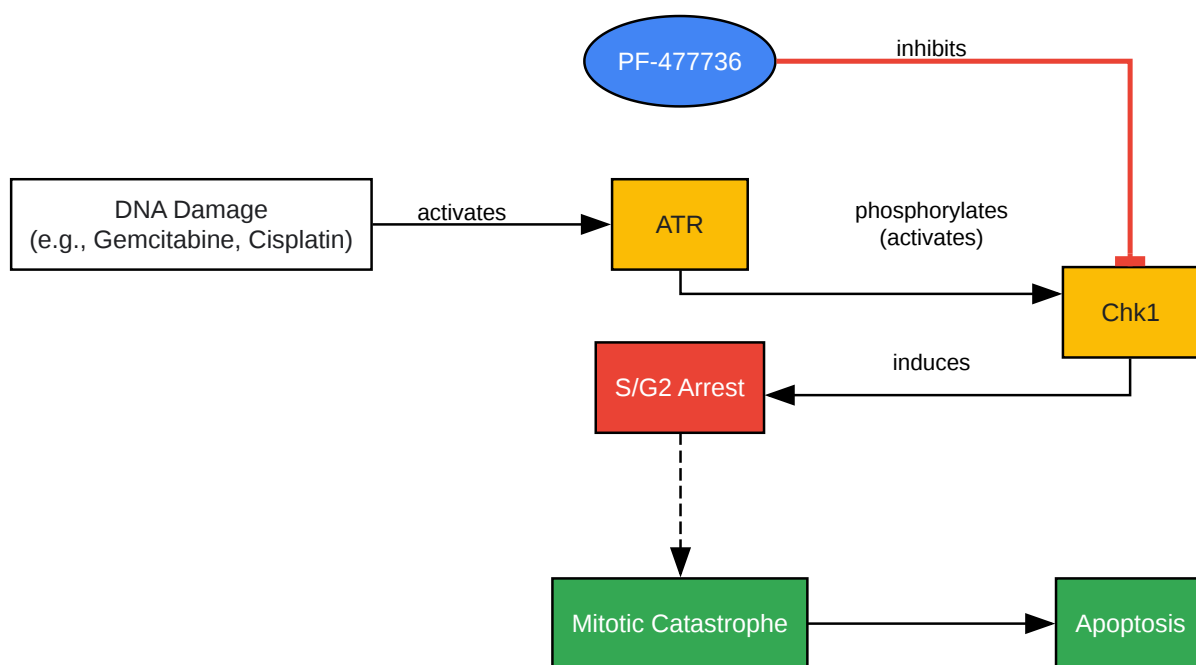 PF-477736
inhibits
DNA Damage
(e.g., Gemcitabine, Cisplatin)
activates
ATR
phosphorylates
(activates)
Chk1
induces
S/G2 Arrest
Mitotic Catastrophe
Apoptosis